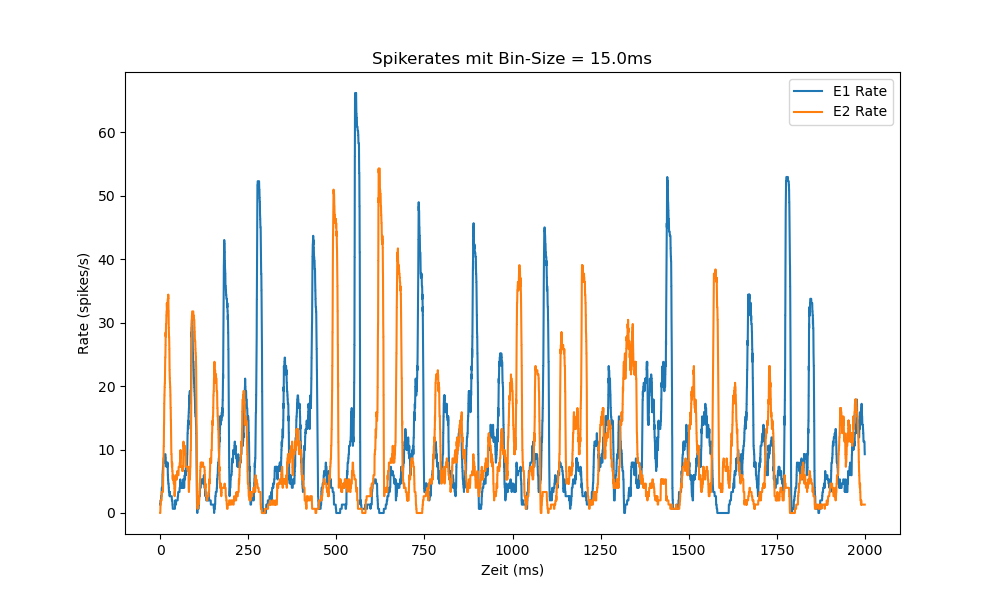 Spikerates mit Bin-Size = 15.0ms
E1 Rate
E2 Rate
Rate (spikes/s)
60
50
40
30
20
10
0
0 250 500 750 1000 1250 1500 1750 2000
Zeit (ms)